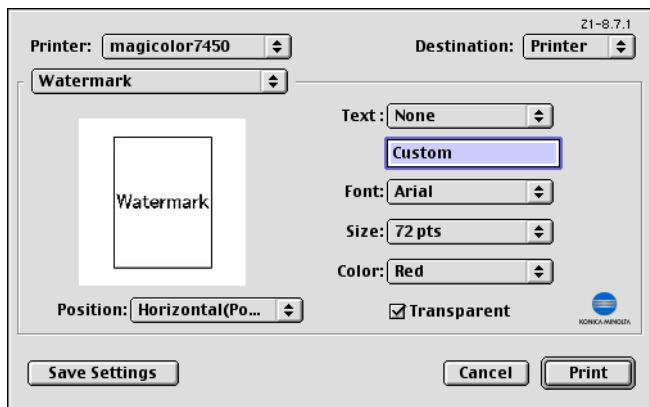 Z1-8.7.1
Printer: magicolor7450 Destination: Printer
Watermark
Text : None
Custom
Watermark
Font: Arial
Size: 72 pts
Color: Red
Position: Horizontal(Po... Transparent
KONICA MINOLTA
Save Settings Cancel Print